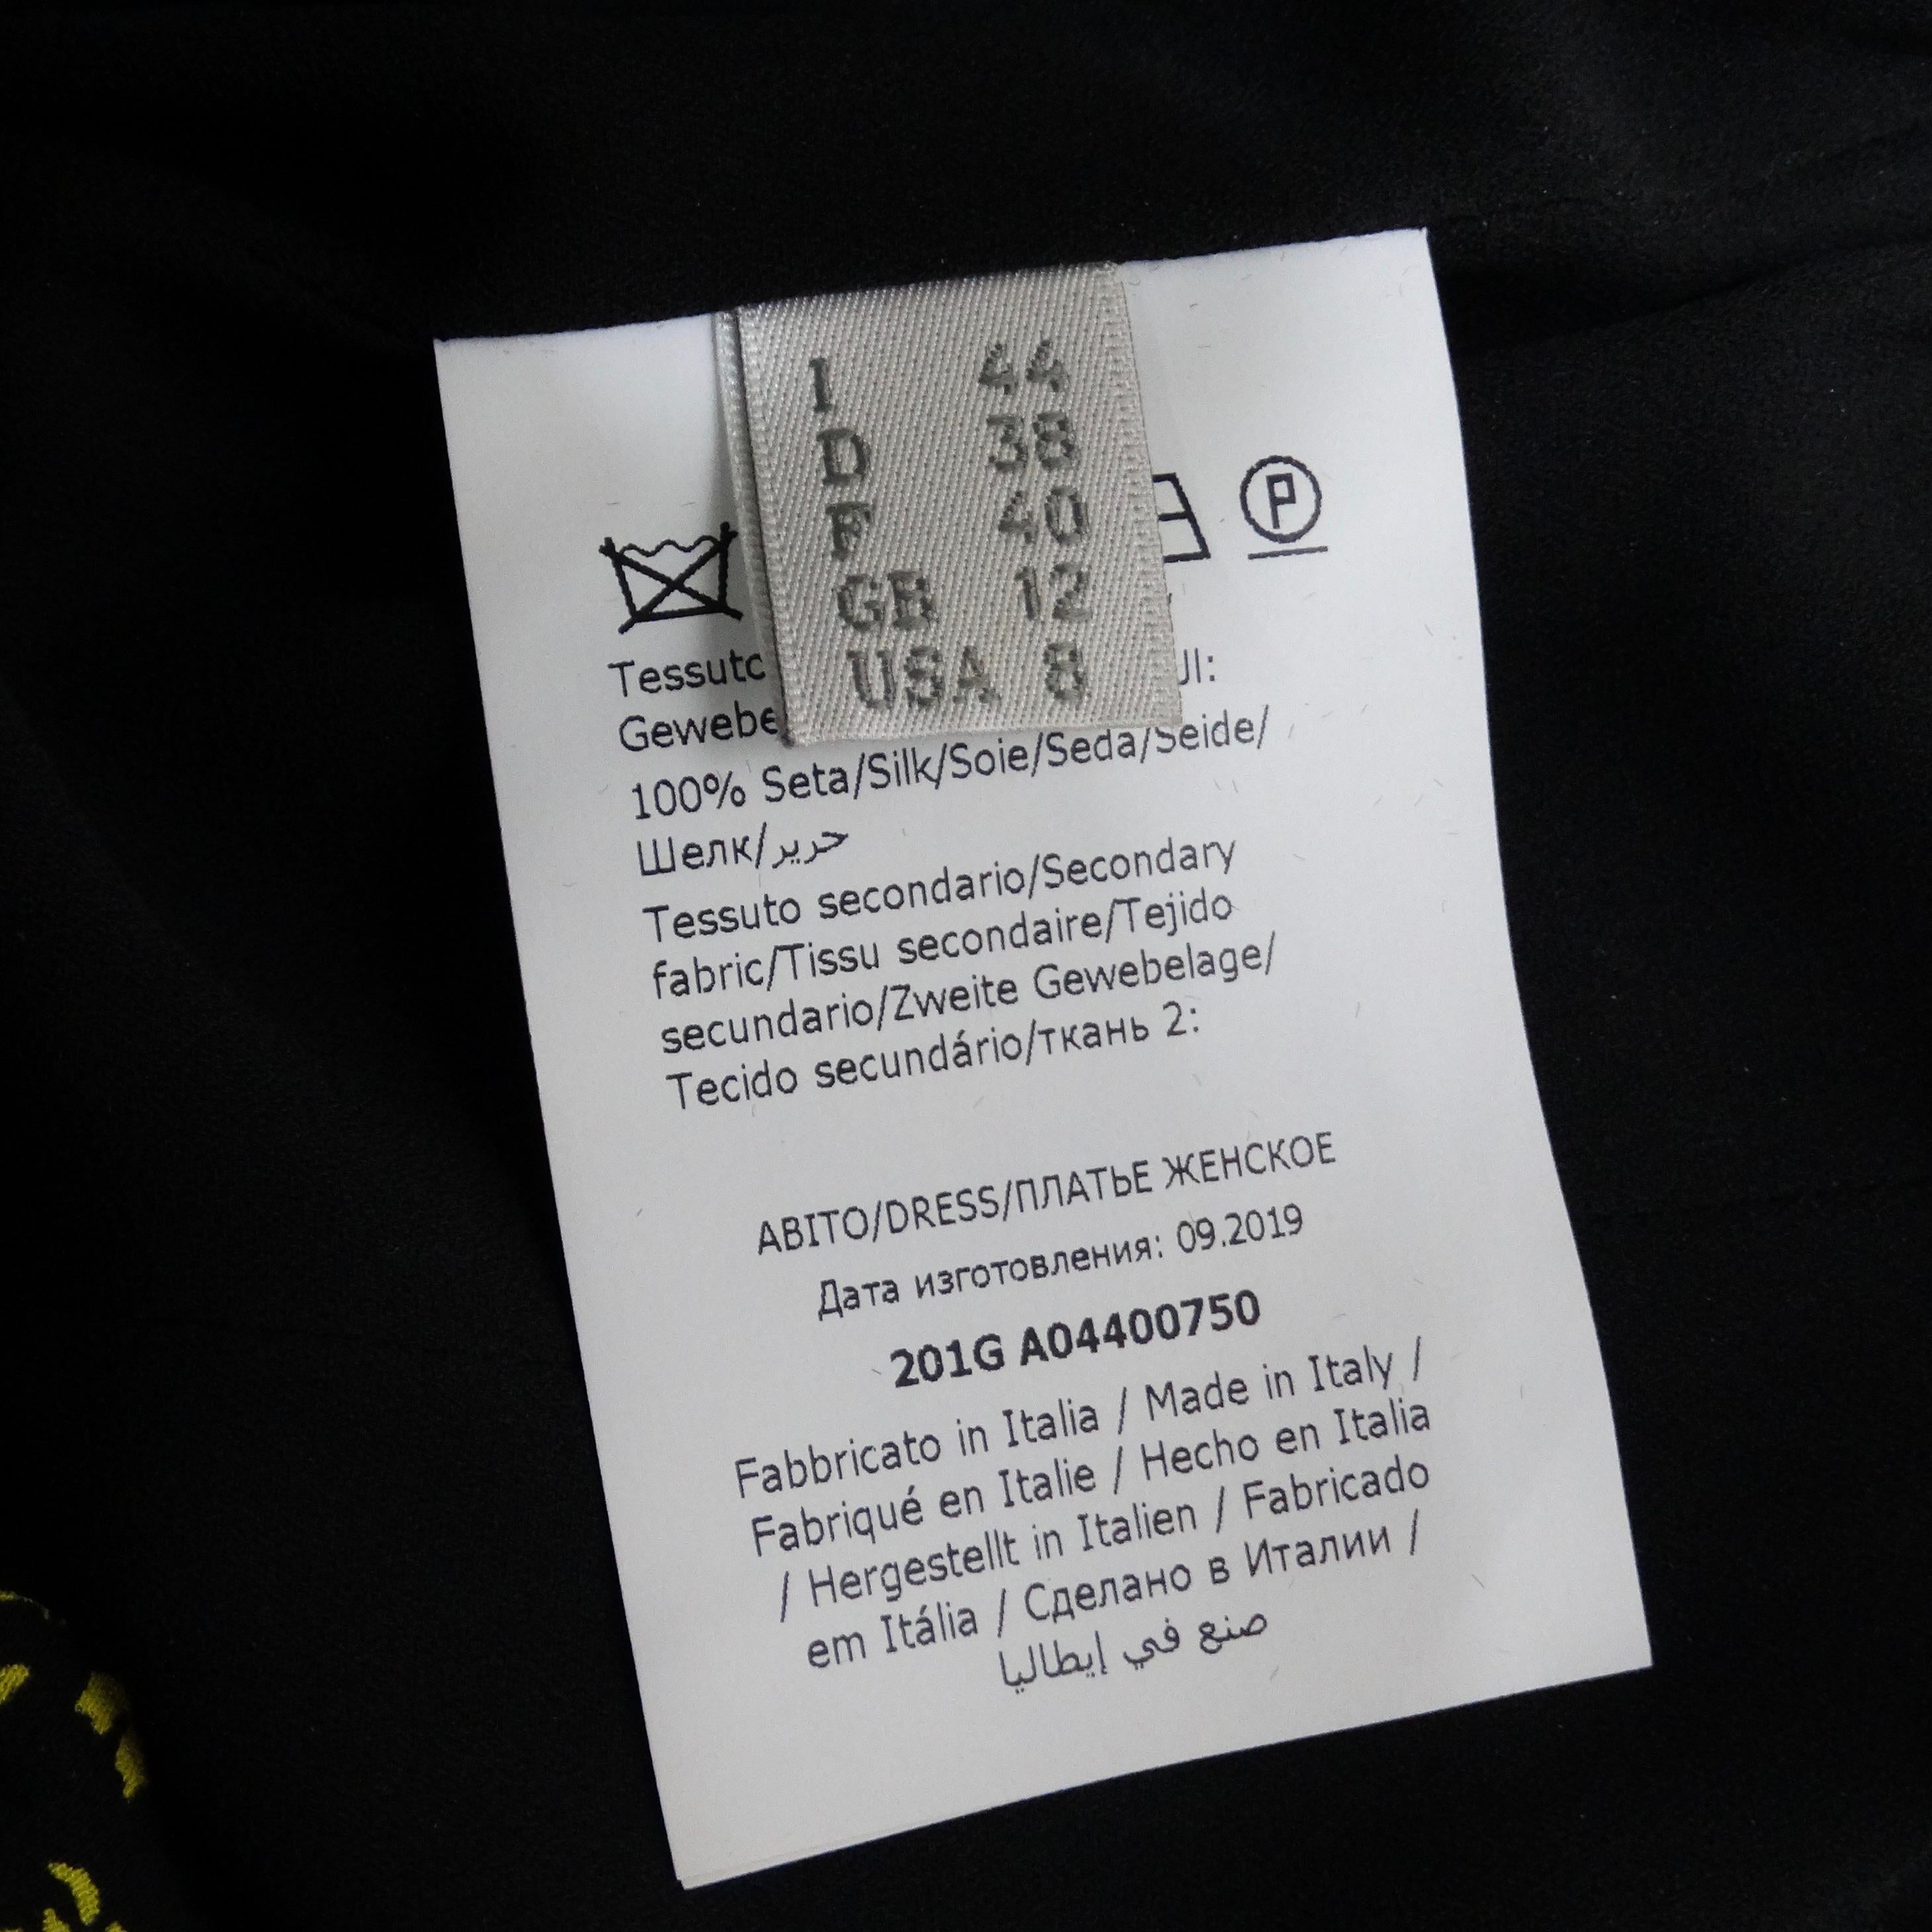 I 44
D 38
F 40
GB 12
USA 8
P
100% Seta/Silk/Soie/Seda/Seide/
Шелк/حرير
Tessuto secondario/Secondary
fabric/Tissu secondaire/Tejido
secundario/Zweite Gewebelage/
Tecido secundário/ткань 2:
ABITO/DRESS/ПЛАТЬЕ ЖЕНСКОЕ
Дата изготовления: 09.2019
201G A04400750
Fabbricato in Italia / Made in Italy /
Fabriqué en Italie / Hecho en Italia
/ Hergestellt in Italien / Fabricado
em Itália / Сделано в Италии /
صنع في إيطاليا